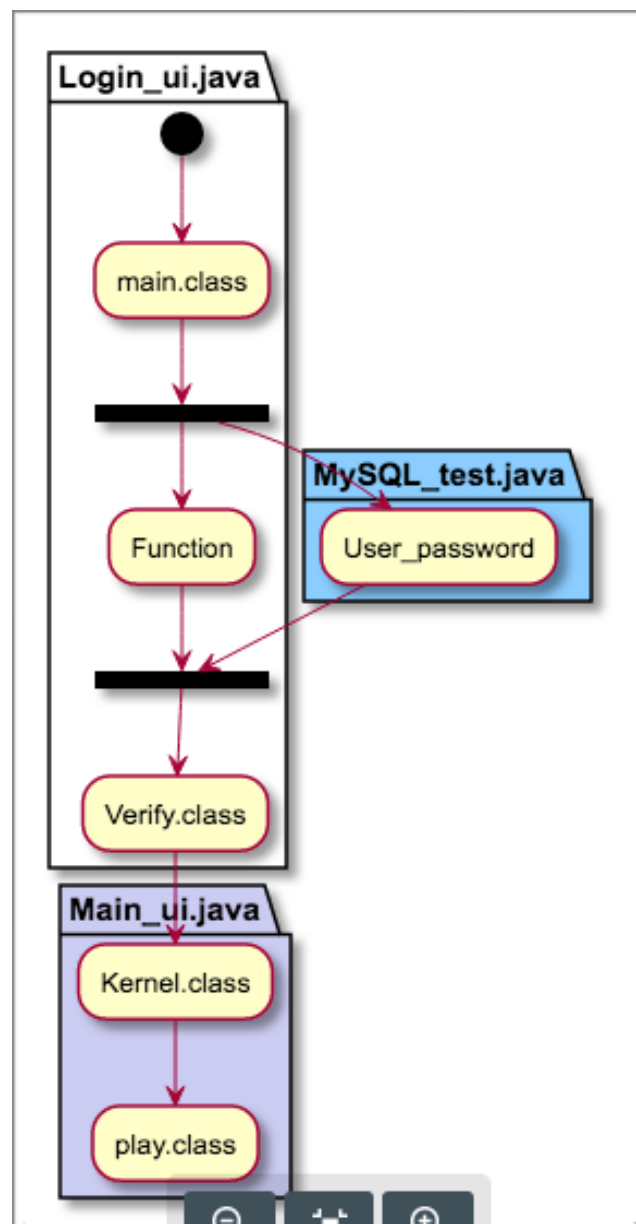 Login_ui.java
main.class
MySQL_test.java
Function
User_password
Verify.class
Main_ui.java
Kernel.class
play.class